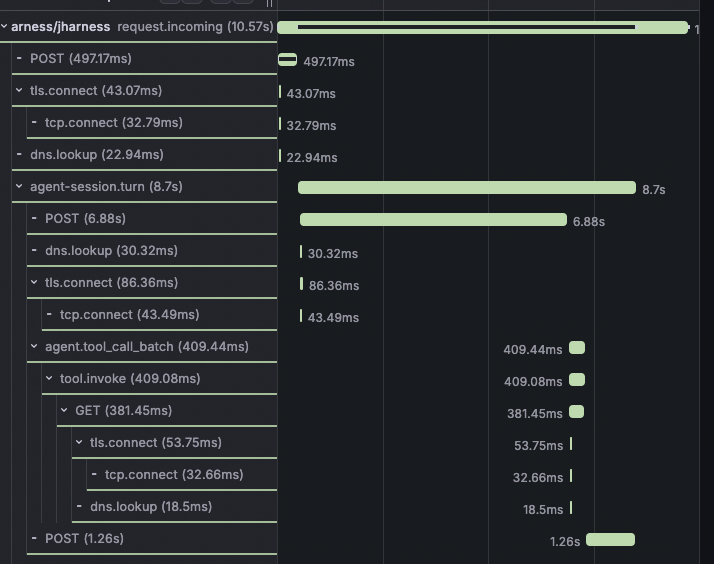 arness/jharness request.incoming (10.57s)
POST (497.17ms) 497.17ms
tls.connect (43.07ms) 43.07ms
tcp.connect (32.79ms) 32.79ms
dns.lookup (22.94ms) 22.94ms
agent-session.turn (8.7s) 8.7s
POST (6.88s) 6.88s
dns.lookup (30.32ms) 30.32ms
tls.connect (86.36ms) 86.36ms
tcp.connect (43.49ms) 43.49ms
agent.tool_call_batch (409.44ms) 409.44ms
tool.invoke (409.08ms) 409.08ms
GET (381.45ms) 381.45ms
tls.connect (53.75ms) 53.75ms
tcp.connect (32.66ms) 32.66ms
dns.lookup (18.5ms) 18.5ms
POST (1.26s) 1.26s